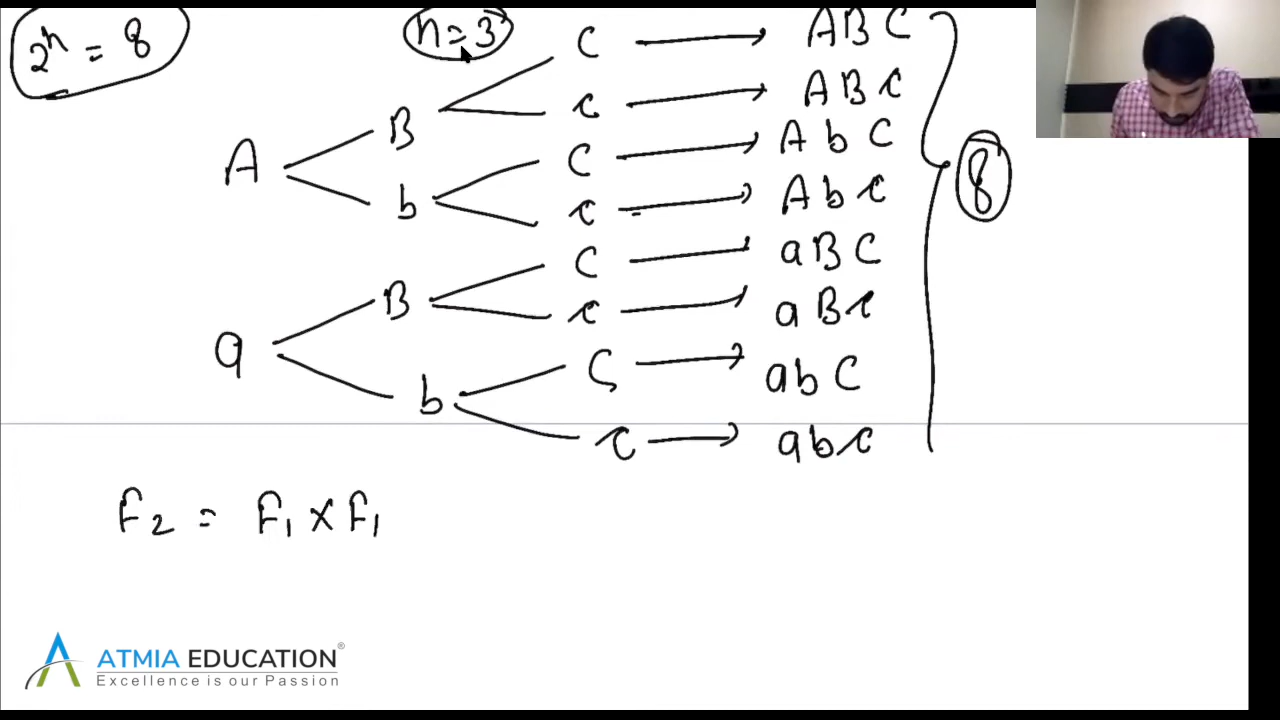 2ⁿ = 8
n = 3
C → ABC
B
c → ABc
A
C → AbC
b
c → Abc
8
C → aBC
B
c → aBc
a
C → abC
b
c → abc
F₂ = F₁ × F₁
ATMIA EDUCATION®
Excellence is our Passion